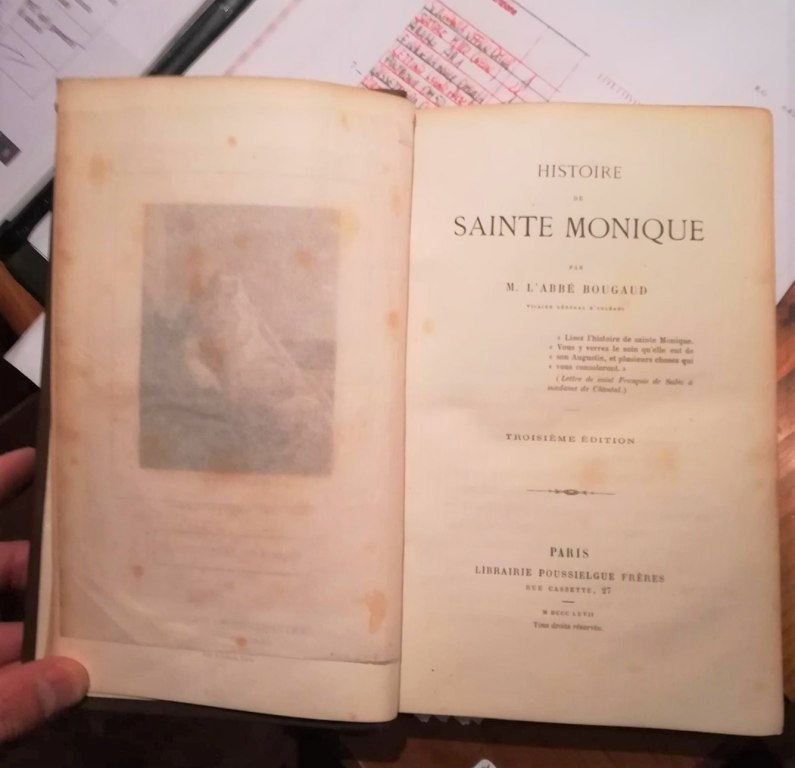 HISTOIRE
DE
SAINTE MONIQUE
PAR
M. L'ABBÉ BOUGAUD
VICAIRE GÉNÉRAL D'ORLÉANS
« Lisez l'histoire de sainte Monique.
« Vous y verrez le soin qu'elle eut de
« son Augustin, et plusieurs choses qui
« vous consoleront. »
(Lettre de saint François de Sales à
madame de Chantal.)
TROISIÈME ÉDITION
PARIS
LIBRAIRIE POUSSIELGUE FRÈRES
RUE CASSETTE, 27
M DCCC LXVII
Tous droits réservés.